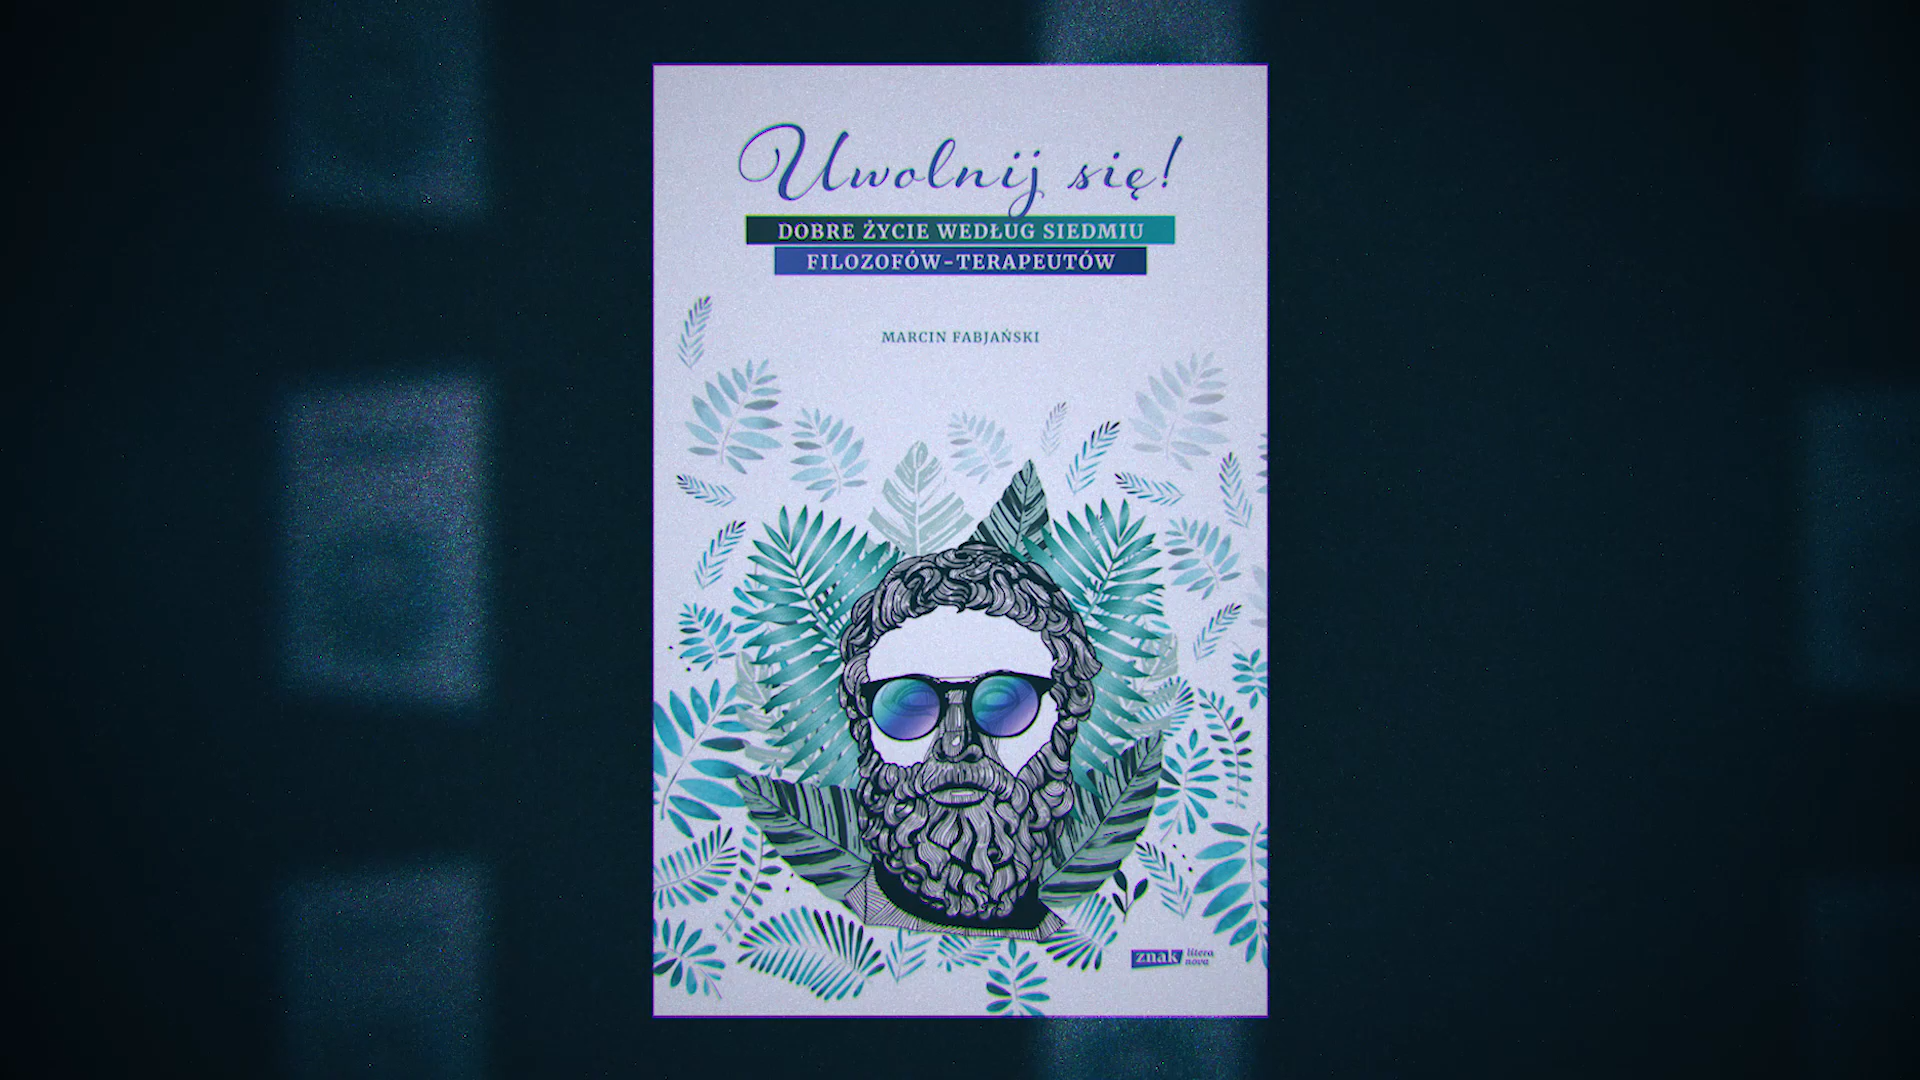 Uwolnij się!
DOBRE ŻYCIE WEDŁUG SIEDMIU
FILOZOFÓW-TERAPEUTÓW
MARCIN FABJAŃSKI
znak litera
nova